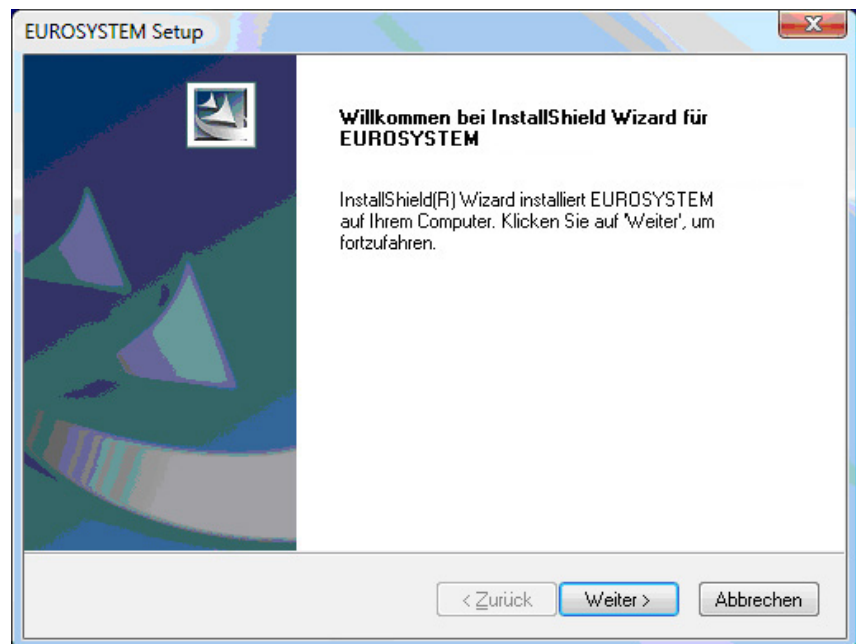 EUROSYSTEM Setup
Willkommen bei InstallShield Wizard für
EUROSYSTEM
InstallShield(R) Wizard installiert EUROSYSTEM
auf Ihrem Computer. Klicken Sie auf 'Weiter', um
fortzufahren.
< Zurück
Weiter >
Abbrechen